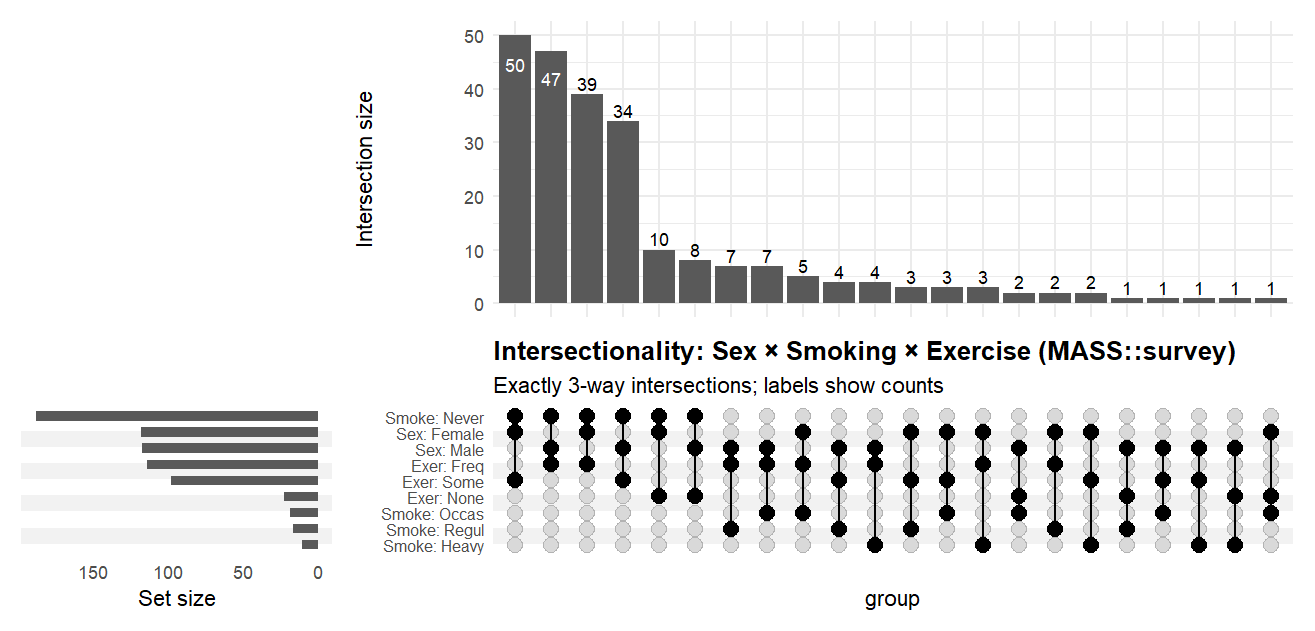 50
40
30
20
10
0
Intersection size
50 47 39 34 10 8 7 7 5 4 4 3 3 3 2 2 2 1 1 1 1 1
Intersectionality: Sex × Smoking × Exercise (MASS::survey)
Exactly 3-way intersections; labels show counts
Smoke: Never
Sex: Female
Sex: Male
Exer: Freq
Exer: Some
Exer: None
Smoke: Occas
Smoke: Regul
Smoke: Heavy
150 100 50 0
Set size
group